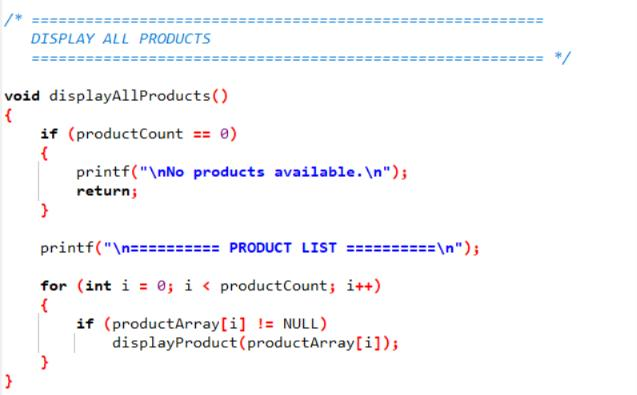 /* =========================================================
DISPLAY ALL PRODUCTS
========================================================= */
void displayAllProducts()
{
if (productCount == 0)
{
printf("\nNo products available.\n");
return;
}
printf("\n========== PRODUCT LIST ==========\n");
for (int i = 0; i < productCount; i++)
{
if (productArray[i] != NULL)
displayProduct(productArray[i]);
}
}